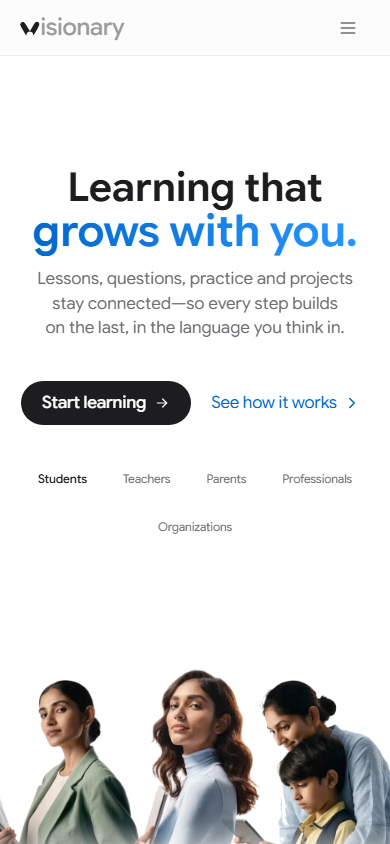 Wisionary
Learning that
grows with you.
Lessons, questions, practice and projects
stay connected—so every step builds
on the last, in the language you think in.
Start learning →
See how it works >
Students Teachers Parents Professionals
Organizations